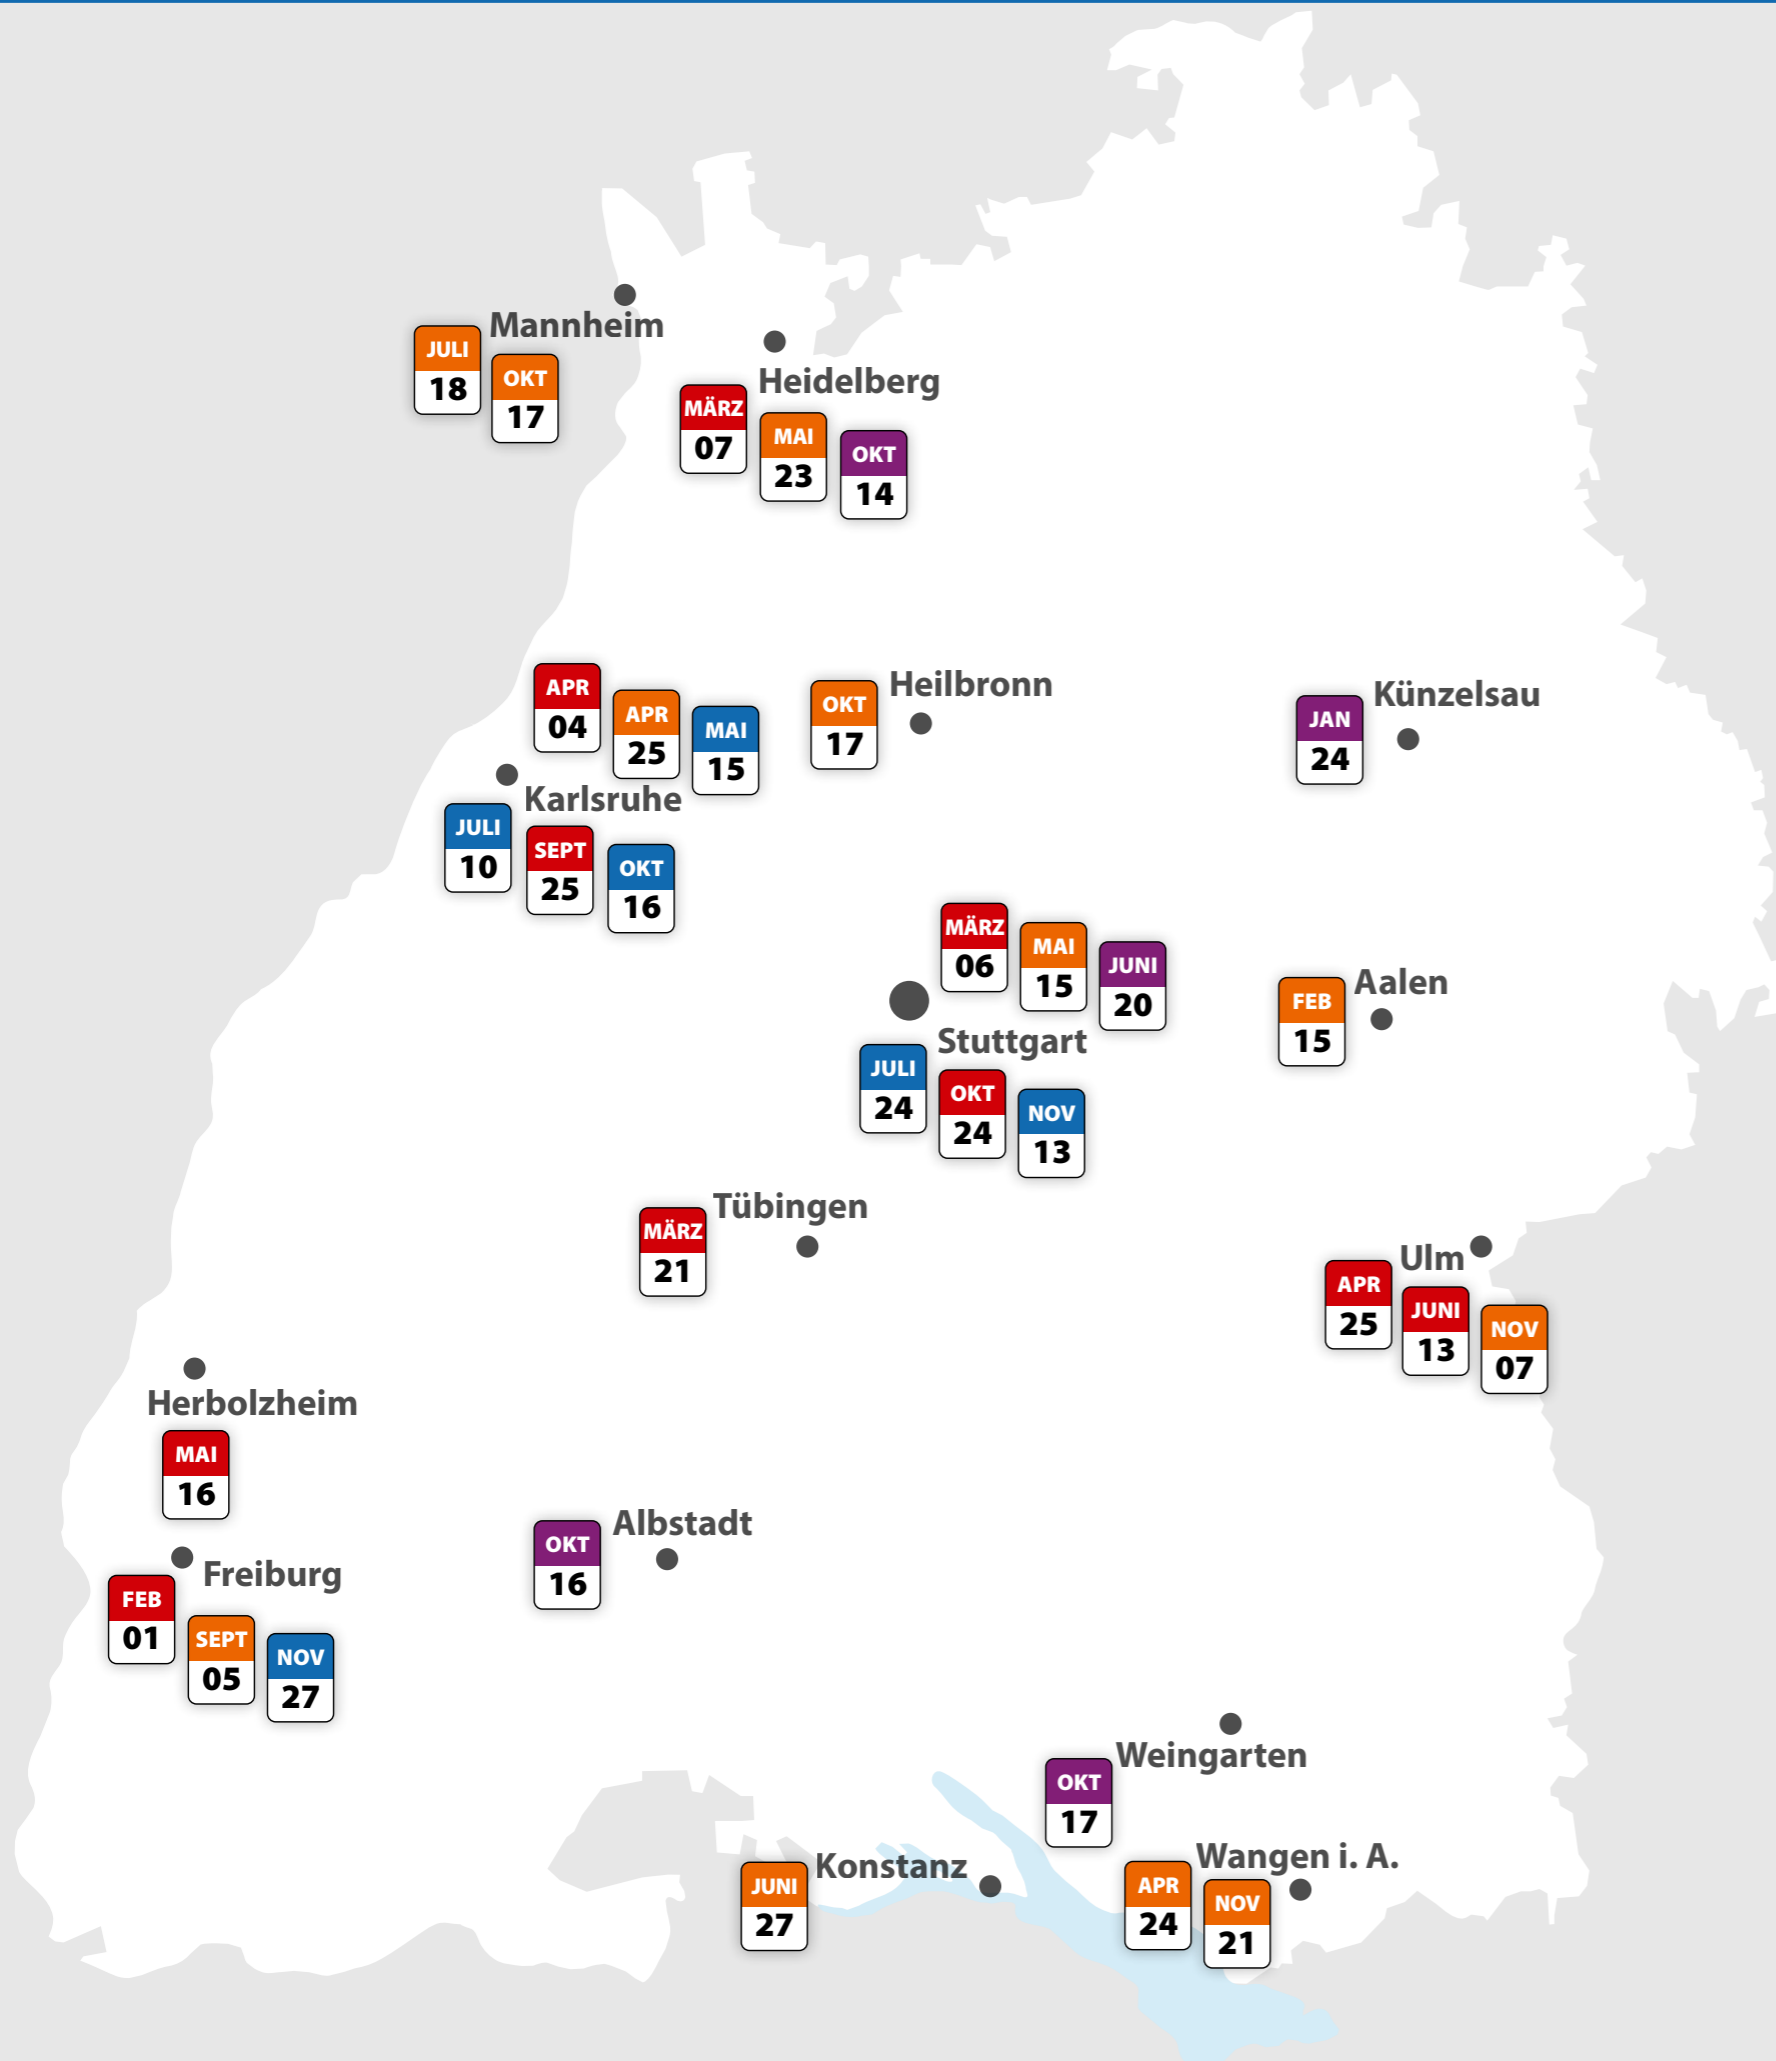 Mannheim
JULI
18
OKT
17
Heidelberg
MÄRZ
07
MAI
23
OKT
14
APR
04
APR
25
MAI
15
Karlsruhe
JULI
10
SEPT
25
OKT
16
Heilbronn
OKT
17
Künzelsau
JAN
24
MÄRZ
06
MAI
15
JUNI
20
Stuttgart
JULI
24
OKT
24
NOV
13
Aalen
FEB
15
Tübingen
MÄRZ
21
Ulm
APR
25
JUNI
13
NOV
07
Herbolzheim
MAI
16
Freiburg
FEB
01
SEPT
05
NOV
27
Albstadt
OKT
16
Weingarten
OKT
17
Konstanz
JUNI
27
Wangen i. A.
APR
24
NOV
21